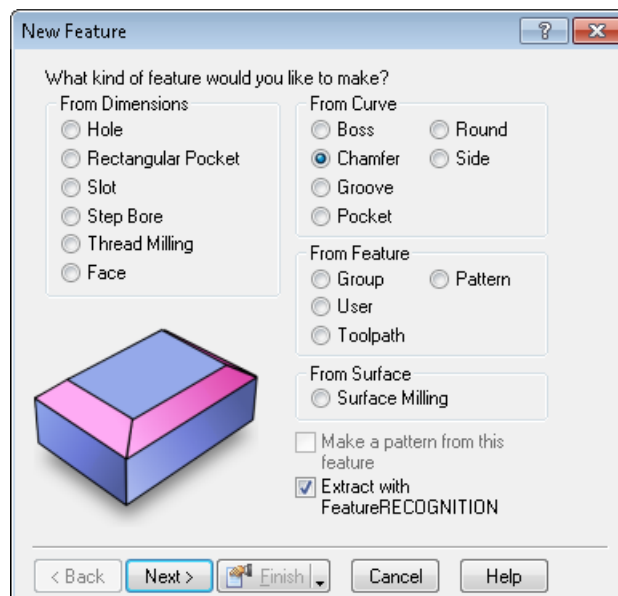 New Feature
What kind of feature would you like to make?
From Dimensions
Hole
Rectangular Pocket
Slot
Step Bore
Thread Milling
Face
From Curve
Boss
Round
Chamfer
Side
Groove
Pocket
From Feature
Group
Pattern
User
Toolpath
From Surface
Surface Milling
Make a pattern from this
feature
Extract with
FeatureRECOGNITION
< Back
Next >
Finish
Cancel
Help